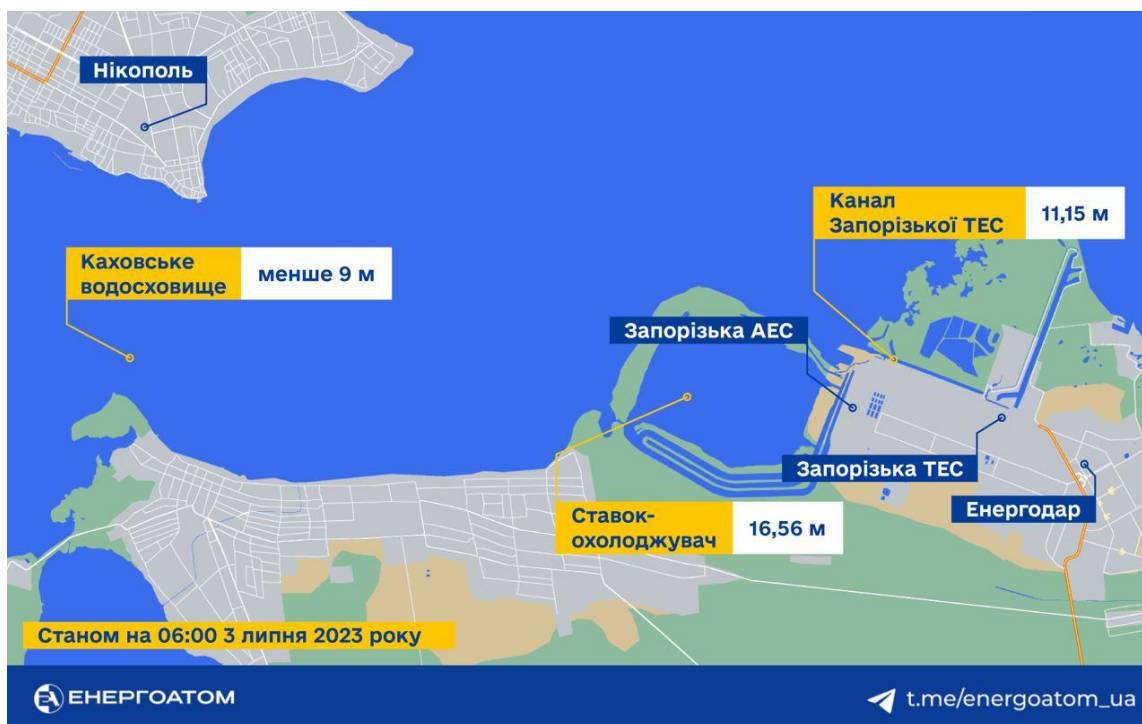 Нікополь
Канал
Запорізької ТЕС
11,15 м
Каховське
водосховище
менше 9 м
Запорізька АЕС
Запорізька ТЕС
Енергодар
Ставок-
охолоджувач
16,56 м
Станом на 06:00 3 липня 2023 року
ЕНЕРГОАТОМ
t.me/energoatom_ua